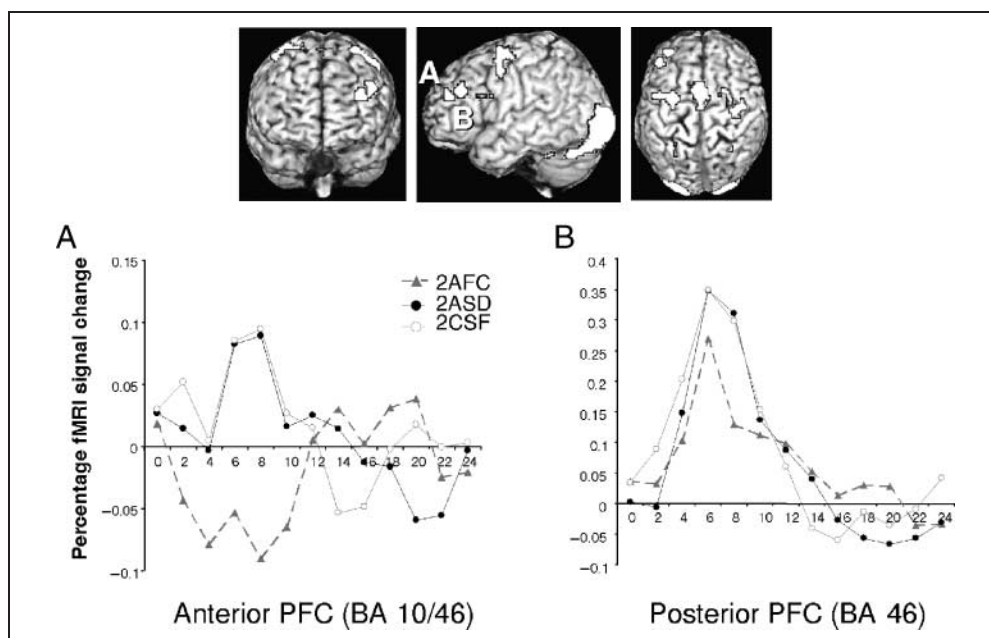 A
B
A
B
Percentage fMRI signal change
0.15
0.1
0.05
0
−0.05
−0.1
0 2 4 6 8 10 12 14 16 18 20 22 24
2AFC
2ASD
2CSF
0.4
0.35
0.3
0.25
0.2
0.15
0.1
0.05
0
−0.05
−0.1
0 2 4 6 8 10 12 14 16 18 20 22 24
Anterior PFC (BA 10/46)
Posterior PFC (BA 46)